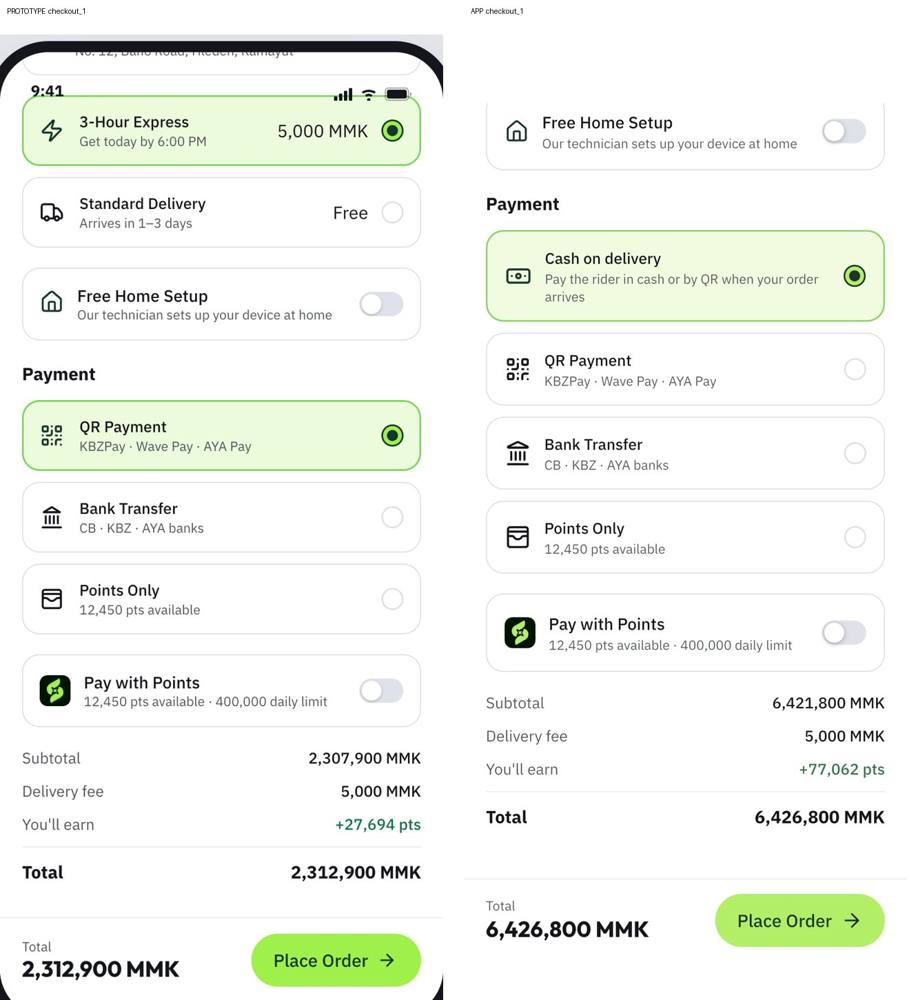 PROTOTYPE checkout_1
No. 12, Baho Road, Hleden, Kamayut
9:41
3-Hour Express
Get today by 6:00 PM
5,000 MMK
Standard Delivery
Arrives in 1–3 days
Free
Free Home Setup
Our technician sets up your device at home
Payment
QR Payment
KBZPay · Wave Pay · AYA Pay
Bank Transfer
CB · KBZ · AYA banks
Points Only
12,450 pts available
Pay with Points
12,450 pts available · 400,000 daily limit
Subtotal 2,307,900 MMK
Delivery fee 5,000 MMK
You'll earn +27,694 pts
Total 2,312,900 MMK
Total
2,312,900 MMK
Place Order
APP checkout_1
Free Home Setup
Our technician sets up your device at home
Payment
Cash on delivery
Pay the rider in cash or by QR when your order
arrives
QR Payment
KBZPay · Wave Pay · AYA Pay
Bank Transfer
CB · KBZ · AYA banks
Points Only
12,450 pts available
Pay with Points
12,450 pts available · 400,000 daily limit
Subtotal 6,421,800 MMK
Delivery fee 5,000 MMK
You'll earn +77,062 pts
Total 6,426,800 MMK
Total
6,426,800 MMK
Place Order